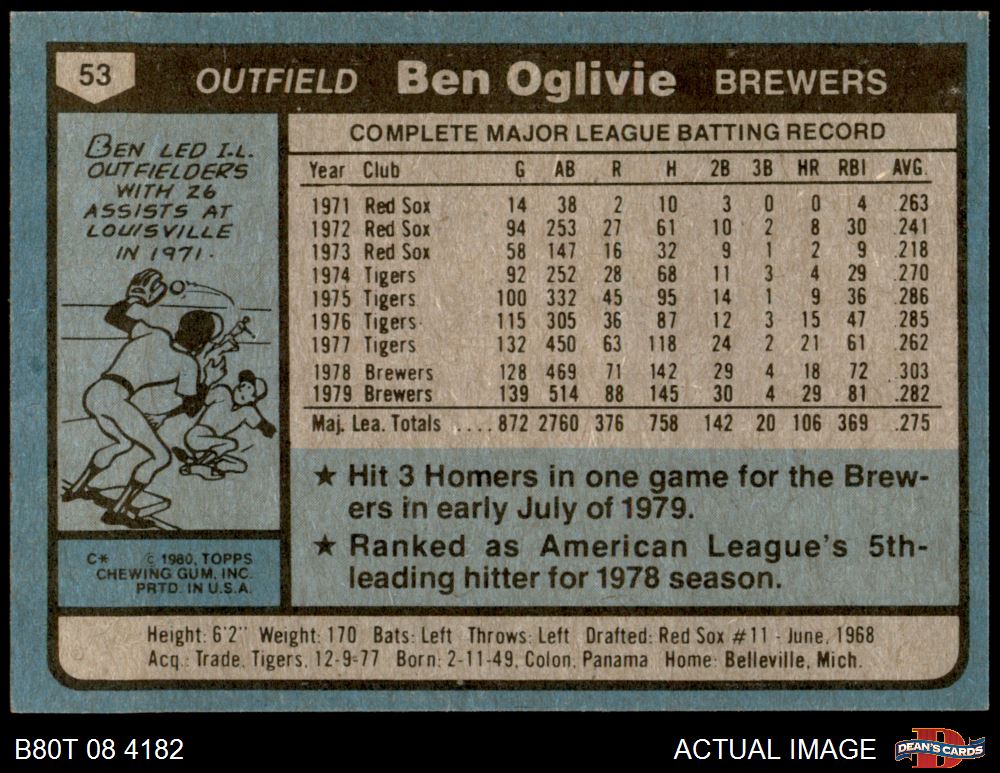 53
OUTFIELD Ben Oglivie BREWERS
BEN LED I.L.
OUTFIELDERS
WITH 26
ASSISTS AT
LOUISVILLE
IN 1971.
COMPLETE MAJOR LEAGUE BATTING RECORD
Year Club G AB R H 2B 3B HR RBI AVG.
1971 Red Sox 14 38 2 10 3 0 0 4 .263
1972 Red Sox 94 253 27 61 10 2 8 30 .241
1973 Red Sox 58 147 16 32 9 1 2 9 .218
1974 Tigers 92 252 28 68 11 3 4 29 .270
1975 Tigers 100 332 45 95 14 1 9 36 .286
1976 Tigers 115 305 36 87 12 3 15 47 .285
1977 Tigers 132 450 63 118 24 2 21 61 .262
1978 Brewers 128 469 71 142 29 4 18 72 .303
1979 Brewers 139 514 88 145 30 4 29 81 .282
Maj. Lea. Totals .... 872 2760 376 758 142 20 106 369 .275
★ Hit 3 Homers in one game for the Brew-
ers in early July of 1979.
★ Ranked as American League's 5th-
leading hitter for 1978 season.
C* © 1980, TOPPS
CHEWING GUM, INC.
PRTD. IN U.S.A.
Height: 6'2" Weight: 170 Bats: Left Throws: Left Drafted: Red Sox #11 - June, 1968
Acq.: Trade, Tigers, 12-9-77 Born: 2-11-49, Colon, Panama Home: Belleville, Mich.
B80T 08 4182
ACTUAL IMAGE
DEAN'S CARDS